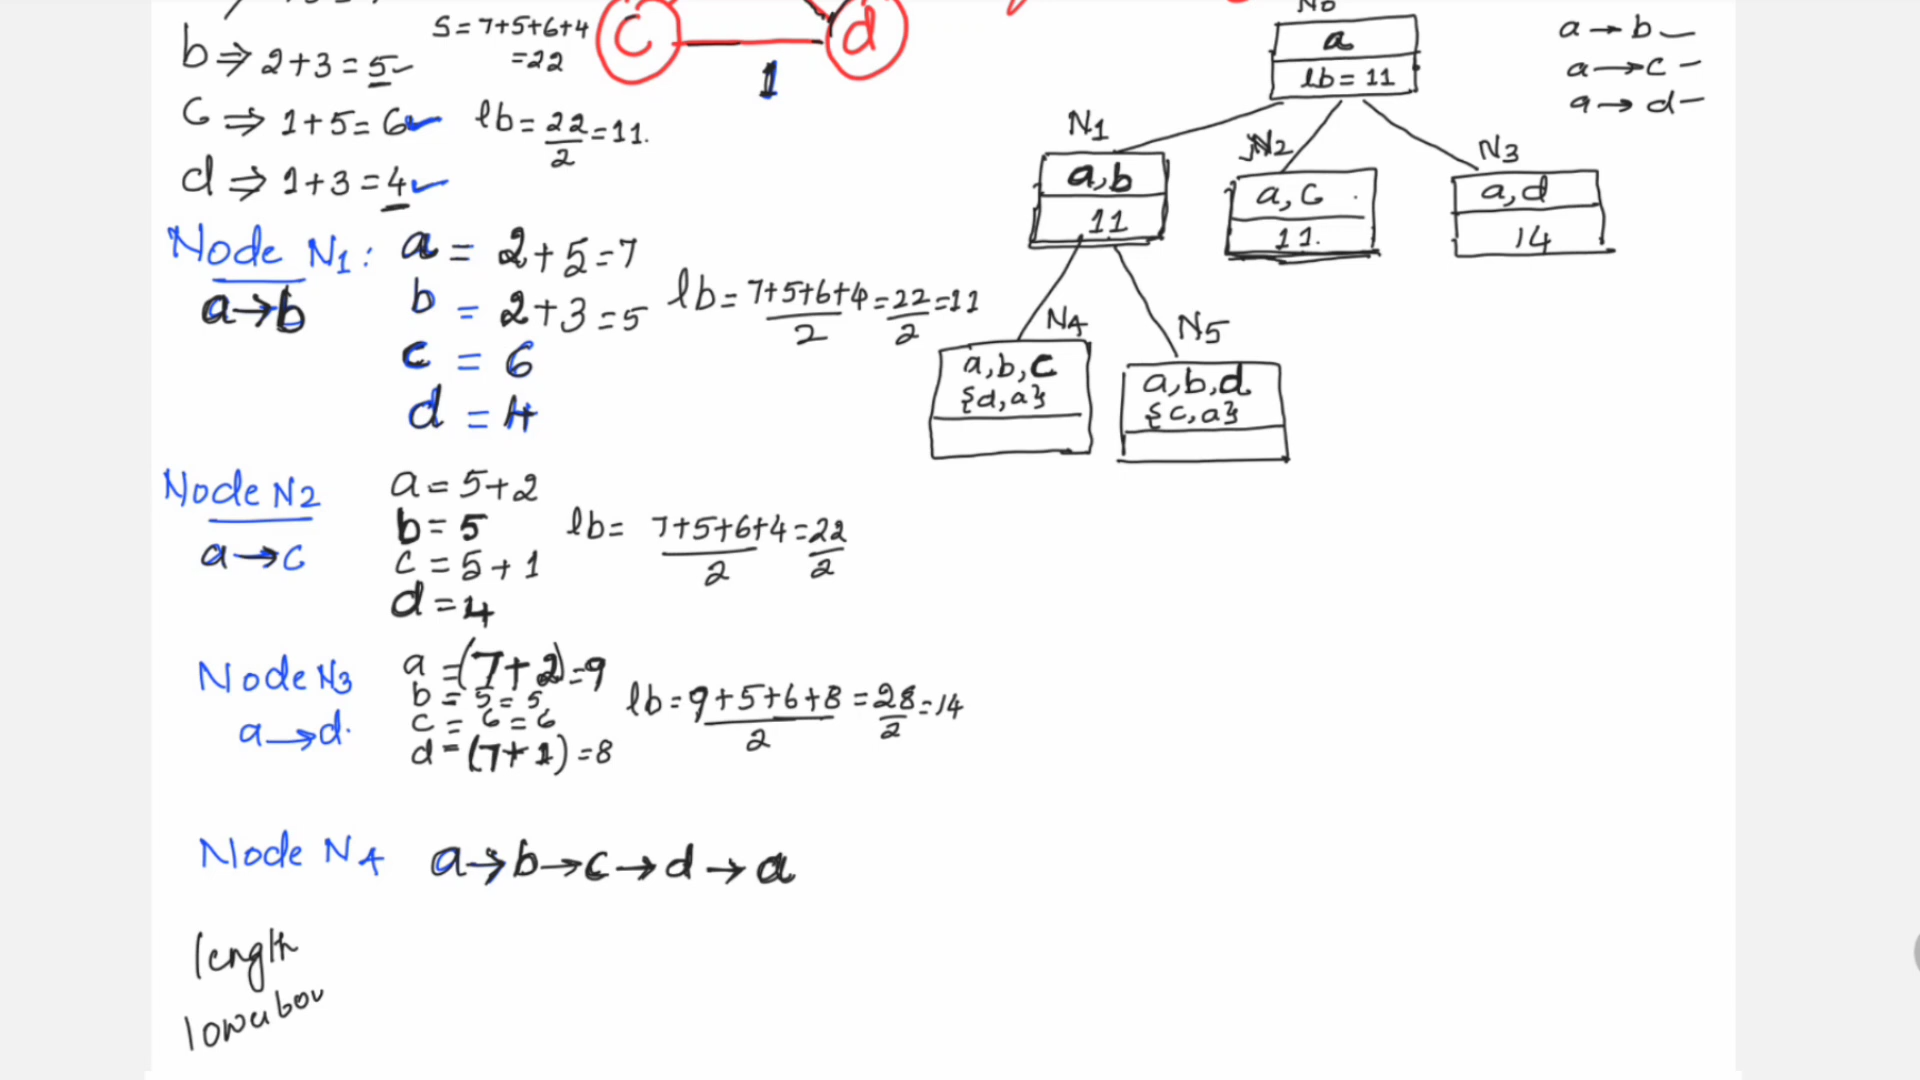 b ⇒ 2+3 = 5
S = 7+5+6+4
= 22
C ⇒ 1+5 = 6
lb = 22/2 = 11.
d ⇒ 1+3 = 4
C
d
1
a
lb = 11
a → b
a → c
a → d
N1
a,b
11
N2
a, c
11.
N3
a, d
14
N4
a, b, c
{d, a}
N5
a, b, d
{c, a}
Node N1: a = 2+5 = 7
a→b b = 2+3 = 5
c = 6
d = 4
lb = 7+5+6+4/2 = 22/2 = 11
Node N2 a = 5+2
b = 5
a→c c = 5+1
d = 4
lb = 7+5+6+4/2 = 22/2
Node N3 a = (7+2) = 9
b = 5 = 5
c = 6 = 6
a→d. d = (7+1) = 8
lb = 9+5+6+8/2 = 28/2 = 14
Node N4 a→b→c→d→a
length